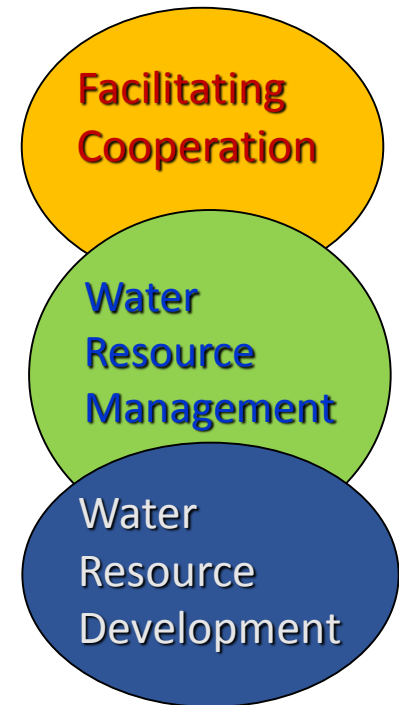 Facilitating
Cooperation
Water
Resource
Management
Water
Resource
Development